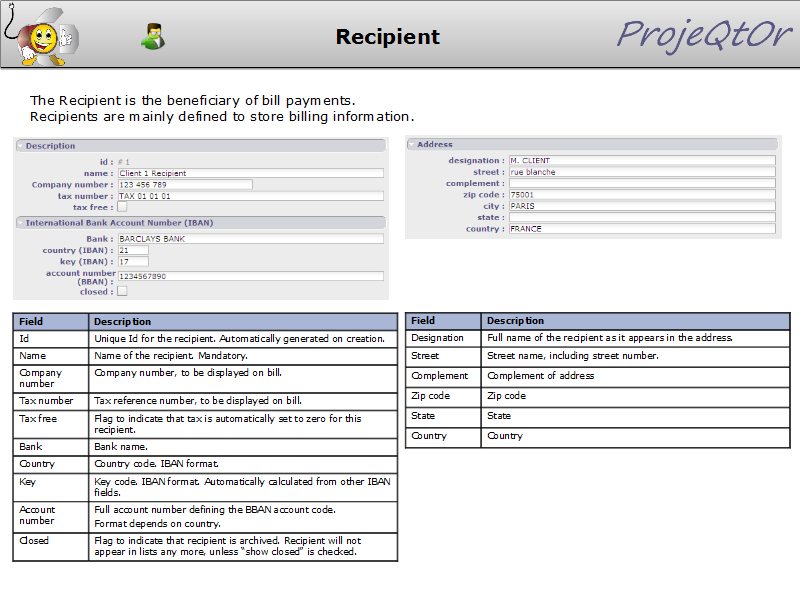 Recipient
ProjeQtOr
The Recipient is the beneficiary of bill payments.
Recipients are mainly defined to store billing information.
Description
id : # 1
name : Client 1 Recipient
Company number : 123 456 789
tax number : TAX 01 01 01
tax free :
International Bank Account Number (IBAN)
Bank : BARCLAYS BANK
country (IBAN) : 21
key (IBAN) : 17
account number
(BBAN) : 1234567890
closed :
Address
designation : M. CLIENT
street : rue blanche
complement :
zip code : 75001
city : PARIS
state :
country : FRANCE
Field Description
Id Unique Id for the recipient. Automatically generated on creation.
Name Name of the recipient. Mandatory.
Company
number Company number, to be displayed on bill.
Tax number Tax reference number, to be displayed on bill.
Tax free Flag to indicate that tax is automatically set to zero for this
recipient.
Bank Bank name.
Country Country code. IBAN format.
Key Key code. IBAN format. Automatically calculated from other IBAN
fields.
Account
number Full account number defining the BBAN account code.
Format depends on country.
Closed Flag to indicate that recipient is archived. Recipient will not
appear in lists any more, unless “show closed” is checked.
Field Description
Designation Full name of the recipient as it appears in the address.
Street Street name, including street number.
Complement Complement of address
Zip code Zip code
State State
Country Country